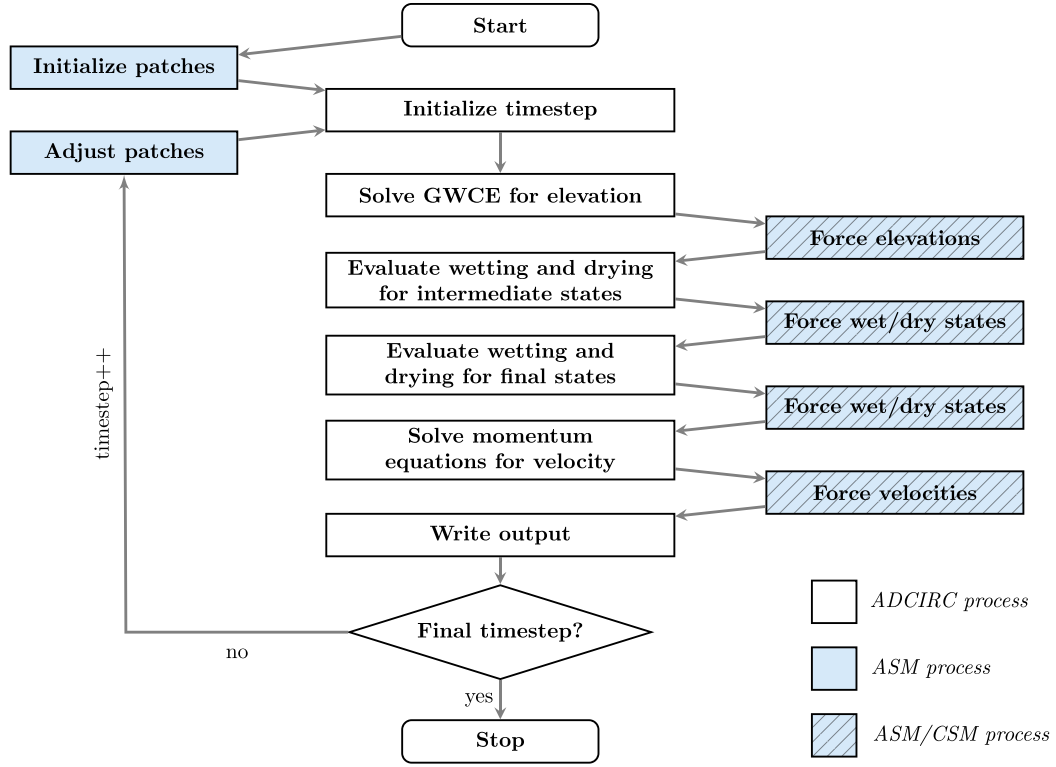 Start
Initialize patches
Initialize timestep
Adjust patches
Solve GWCE for elevation
Force elevations
Evaluate wetting and drying
for intermediate states
Force wet/dry states
Evaluate wetting and
drying for final states
Force wet/dry states
Solve momentum
equations for velocity
Force velocities
Write output
Final timestep?
no
timestep++
yes
Stop
ADCIRC process
ASM process
ASM/CSM process